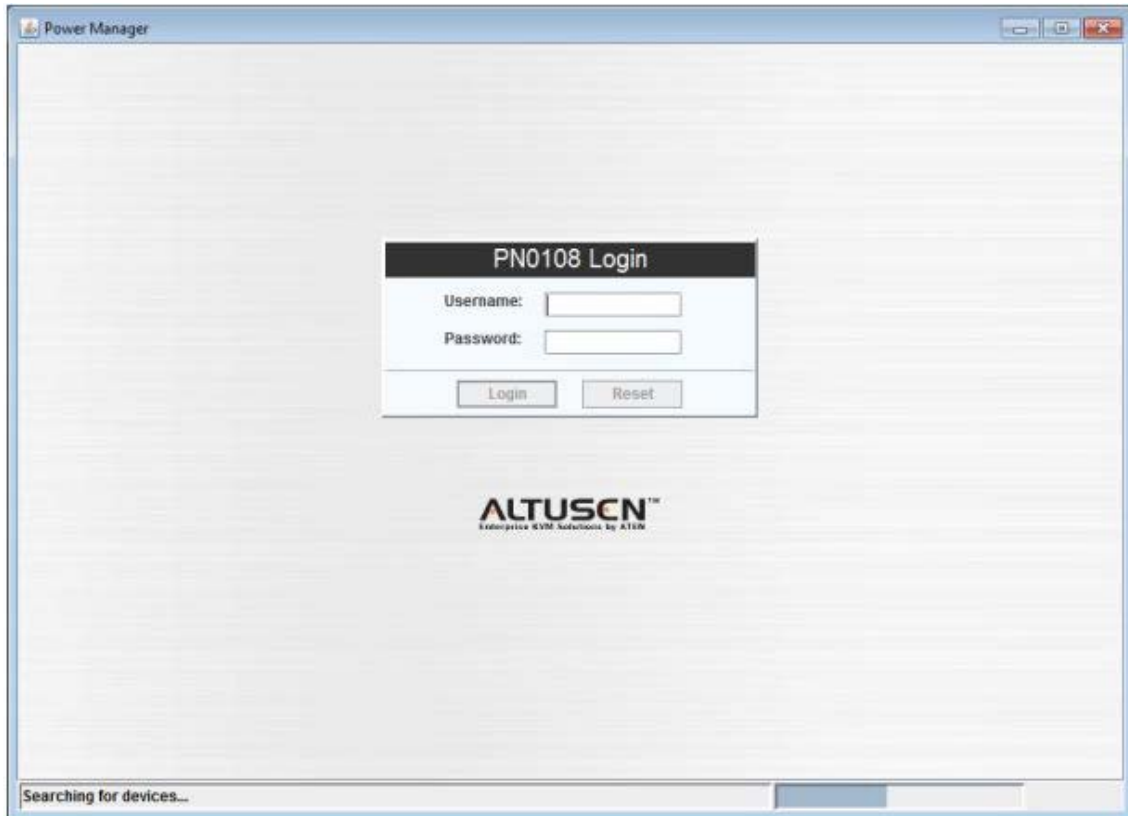 Power Manager
PN0108 Login
Username:
Password:
Login
Reset
ALTUSEN™
Enterprise KVM Solutions by ATEN
Searching for devices...